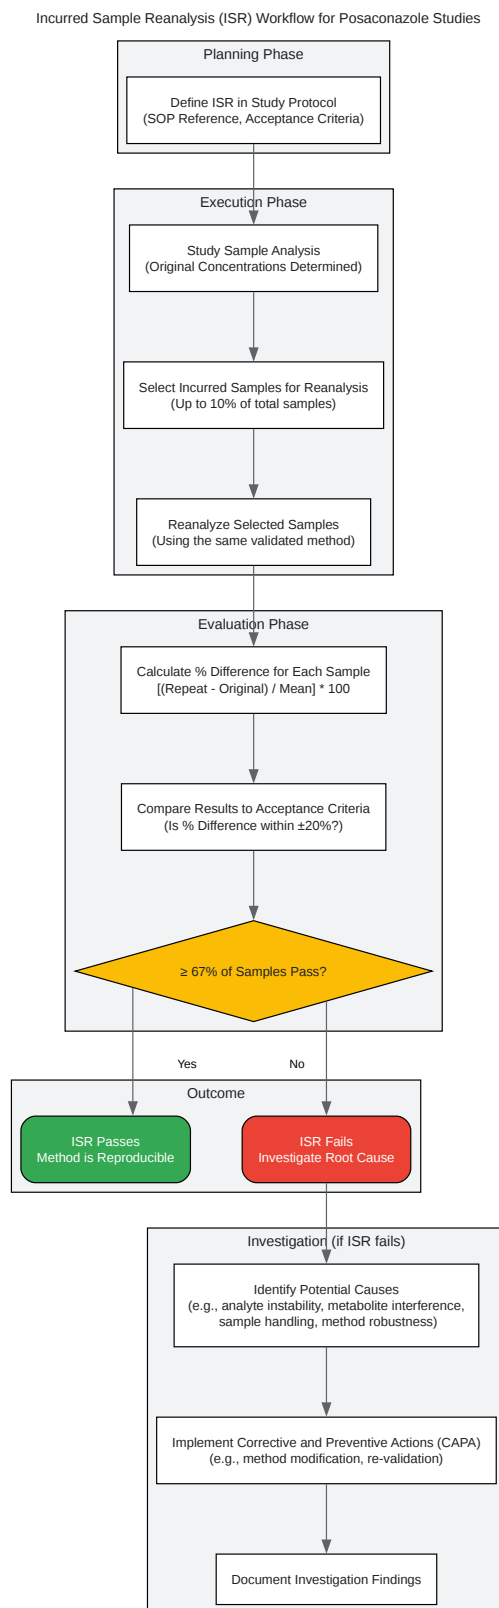 Incurred Sample Reanalysis (ISR) Workflow for Posaconazole Studies
Planning Phase
Define ISR in Study Protocol
(SOP Reference, Acceptance Criteria)
Execution Phase
Study Sample Analysis
(Original Concentrations Determined)
Select Incurred Samples for Reanalysis
(Up to 10% of total samples)
Reanalyze Selected Samples
(Using the same validated method)
Evaluation Phase
Calculate % Difference for Each Sample
[(Repeat - Original) / Mean] * 100
Compare Results to Acceptance Criteria
(Is % Difference within ±20%?)
≥ 67% of Samples Pass?
Yes
No
Outcome
ISR Passes
Method is Reproducible
ISR Fails
Investigate Root Cause
Investigation (if ISR fails)
Identify Potential Causes
(e.g., analyte instability, metabolite interference,
sample handling, method robustness)
Implement Corrective and Preventive Actions (CAPA)
(e.g., method modification, re-validation)
Document Investigation Findings